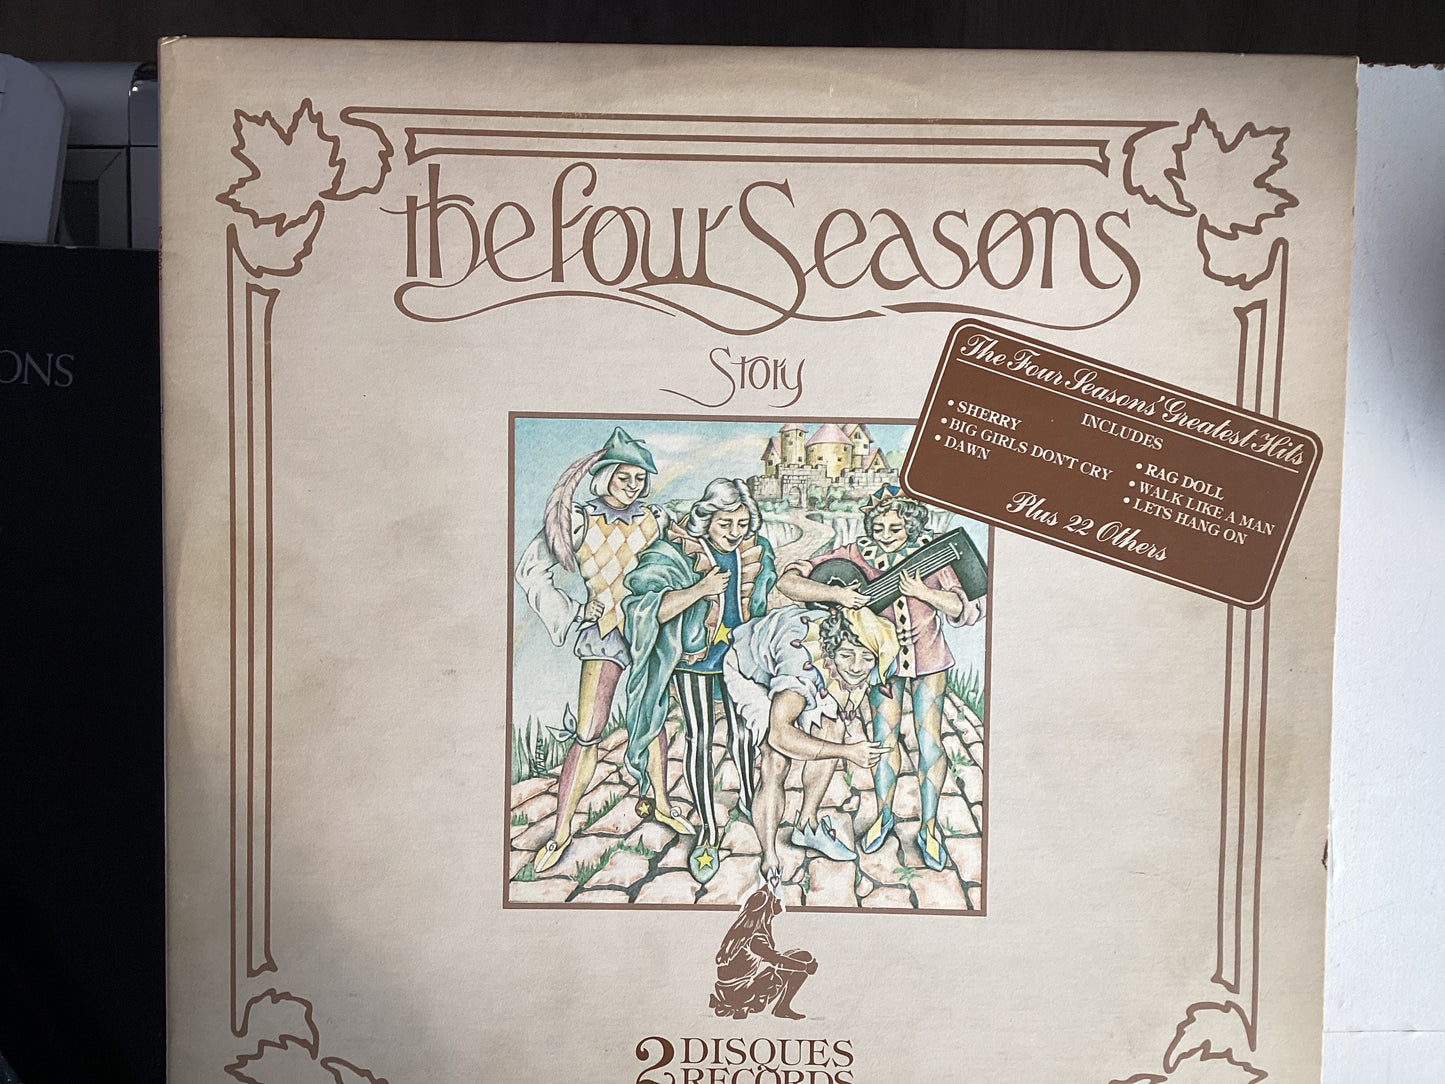 the four Seasons
Story
The Four Seasons' Greatest Hits
INCLUDES
• SHERRY
• BIG GIRLS DON'T CRY
• DAWN
• RAG DOLL
• WALK LIKE A MAN
• LETS HANG ON
Plus 22 Others
ONS
2 DISQUES
RECORDS